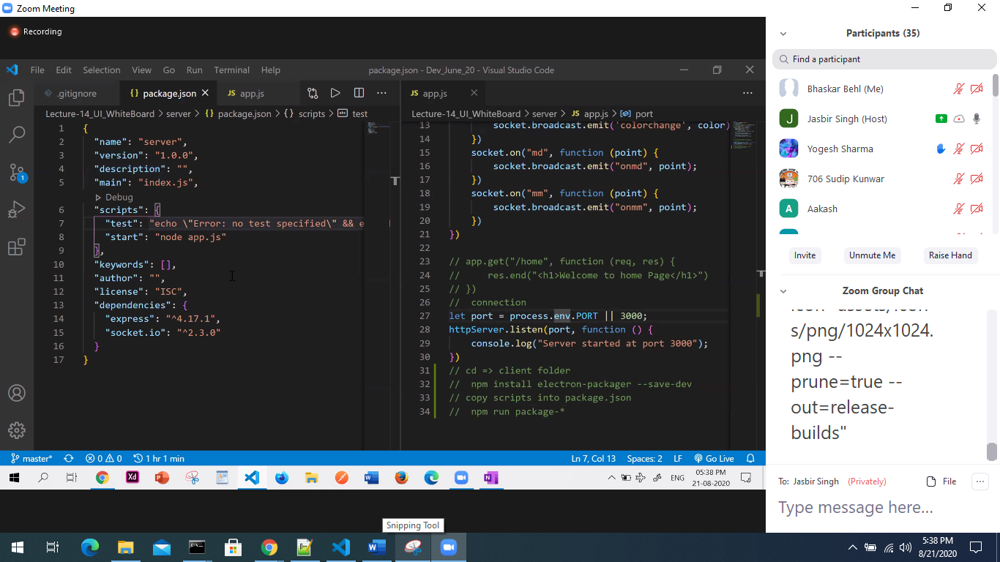 Zoom Meeting
Recording
File Edit Selection View Go Run Terminal Help
package.json - Dev_June_20 - Visual Studio Code
.gitignore
{} package.json
JS app.js
JS app.js
Lecture-14_UI_WhiteBoard > server > {} package.json > {} scripts > test
Lecture-14_UI_WhiteBoard > server > JS app.js > port
1 {
2 "name": "server",
3 "version": "1.0.0",
4 "description": "",
5 "main": "index.js",
Debug
6 "scripts": {
7 "test": "echo \"Error: no test specified\" && e
8 "start": "node app.js"
9 },
10 "keywords": [],
11 "author": "",
12 "license": "ISC",
13 "dependencies": {
14 "express": "^4.17.1",
15 "socket.io": "^2.3.0"
16 }
17 }
13 socket.broadcast.emit('colorchange', color)
14 })
15 socket.on("md", function (point) {
16 socket.broadcast.emit("onmd", point);
17 })
18 socket.on("mm", function (point) {
19 socket.broadcast.emit("onmm", point);
20 })
21 })
22
23 // app.get("/home", function (req, res) {
24 // res.end("<h1>Welcome to home Page</h1>")
25 // })
26 // connection
27 let port = process.env.PORT || 3000;
28 httpServer.listen(port, function () {
29 console.log("Server started at port 3000");
30 })
31 // cd => client folder
32 // npm install electron-packager --save-dev
33 // copy scripts into package.json
34 // npm run package-*
1
master*
0 0
1 hr 1 min
Ln 7, Col 13
Spaces: 2
LF
Go Live
ENG
05:38 PM
21-08-2020
Participants (35)
Find a participant
Bhaskar Behl (Me)
J Jasbir Singh (Host)
Yogesh Sharma
706 Sudip Kunwar
A Aakash
Invite
Unmute Me
Raise Hand
Zoom Group Chat
s/png/1024x1024.
png --
prune=true --
out=release-
builds"
To: Jasbir Singh (Privately)
File
Type message here...
Snipping Tool
5:38 PM
8/21/2020